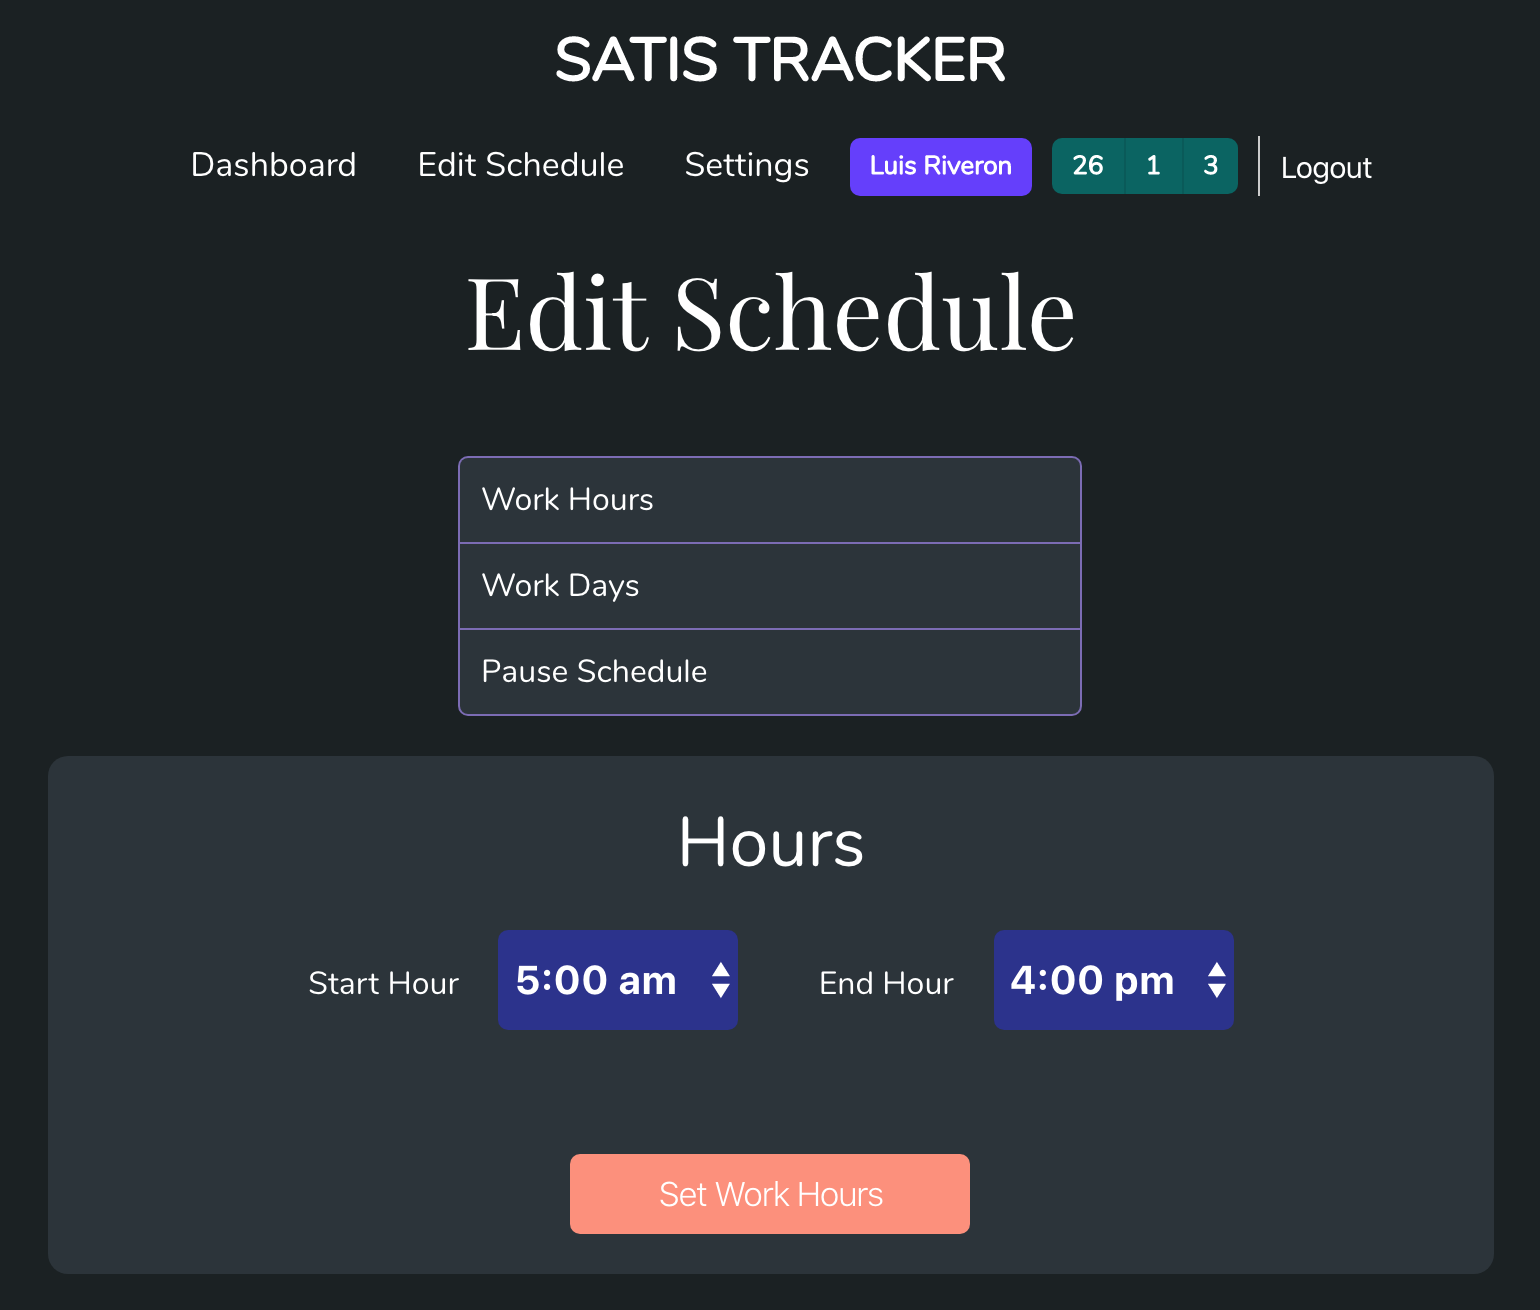 SATIS TRACKER
Dashboard Edit Schedule Settings Luis Riveron 26 1 3 Logout
Edit Schedule
Work Hours
Work Days
Pause Schedule
Hours
Start Hour 5:00 am End Hour 4:00 pm
Set Work Hours